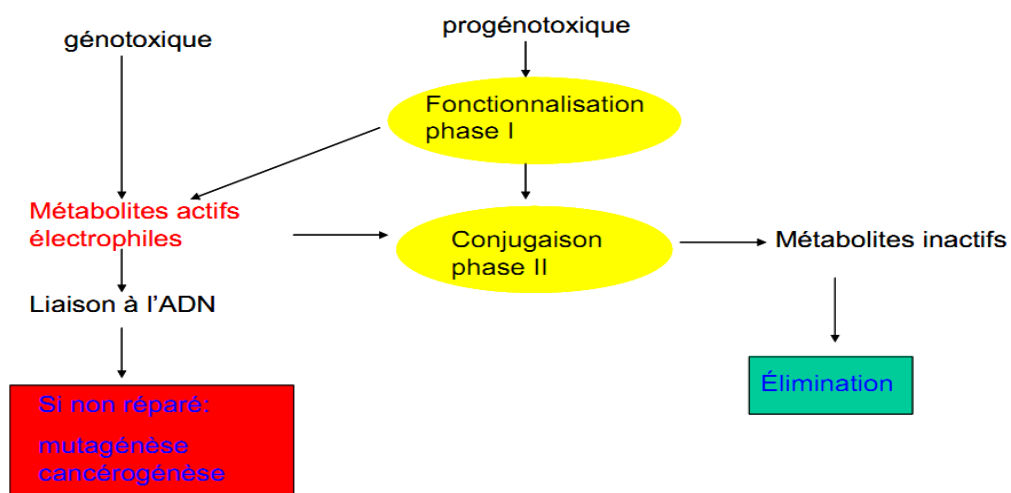 génotoxique
progénotoxique
Fonctionnalisation
phase I
Métabolites actifs
électrophiles
Conjugaison
phase II
Métabolites inactifs
Liaison à l'ADN
Élimination
Si non réparé:
mutagénèse
cancérogénèse